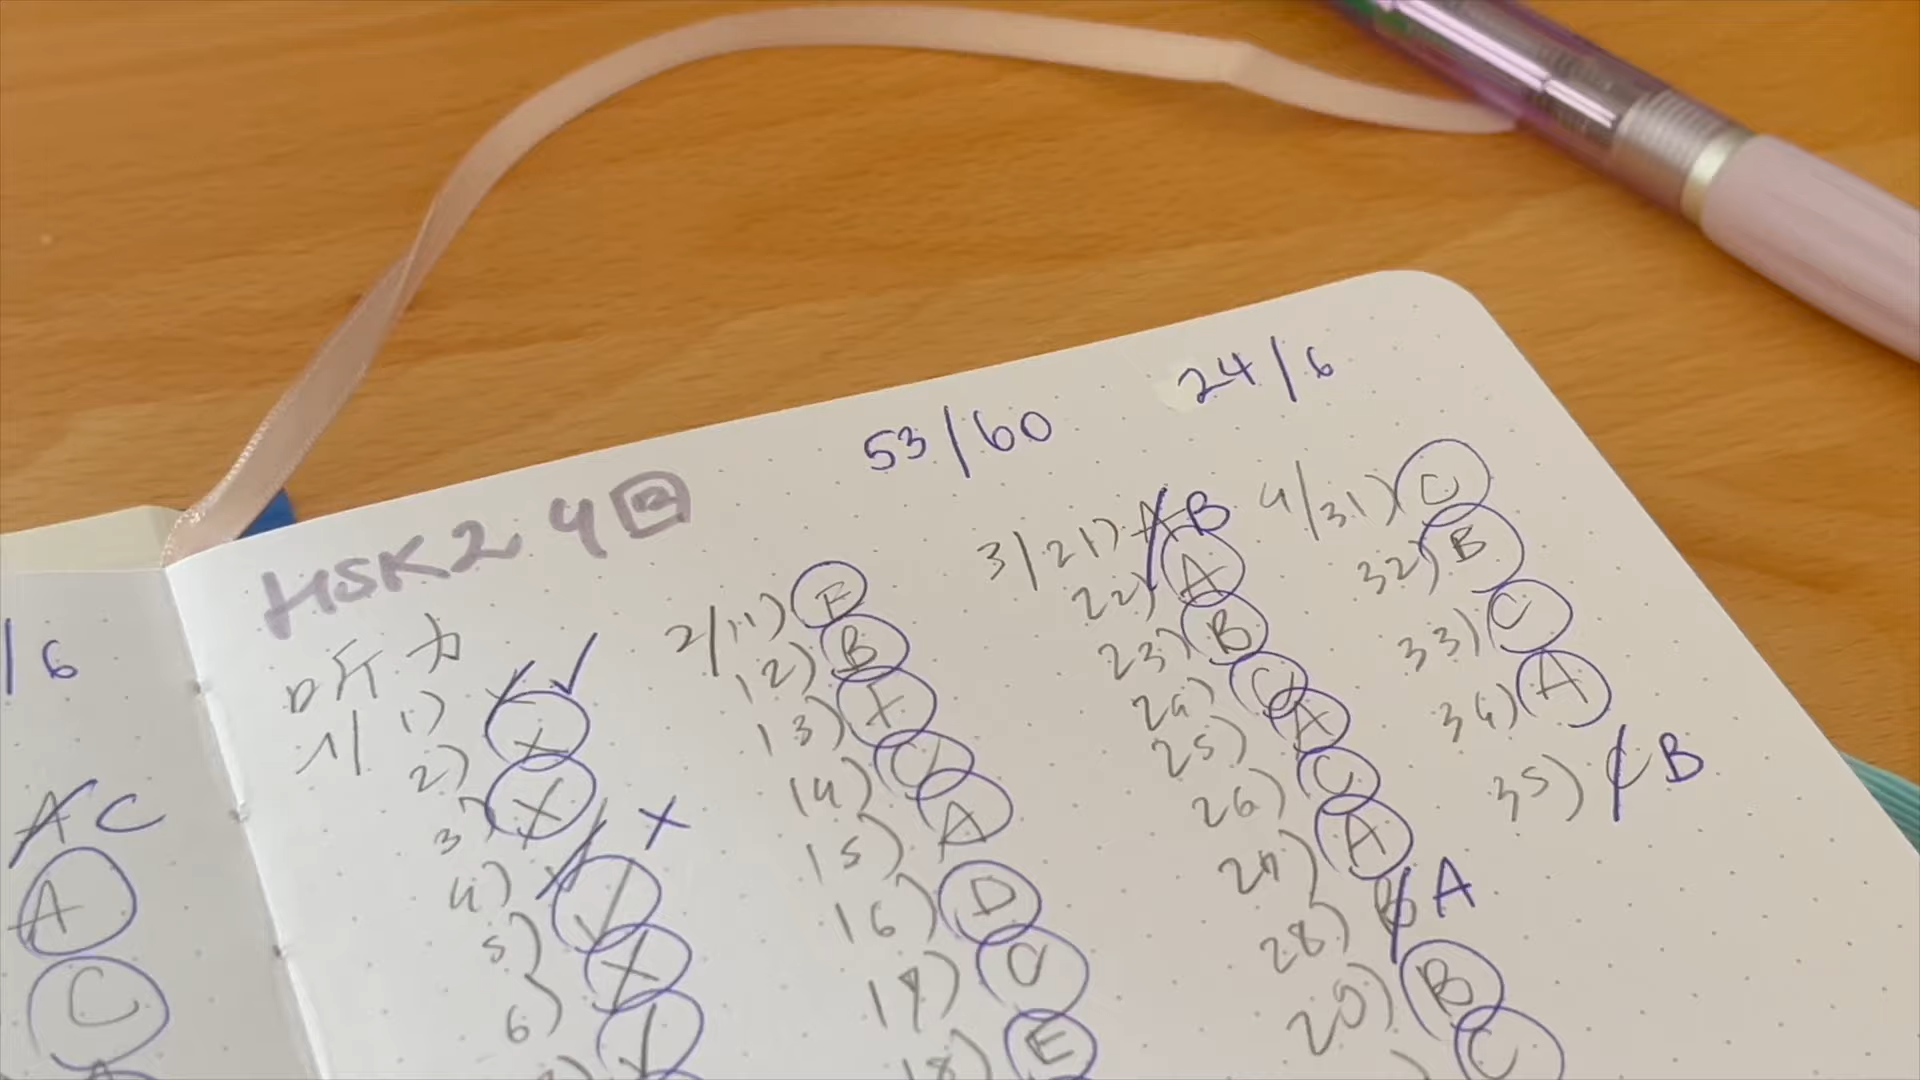 53/60
24/6
HSK2 4 B
听力
1/ 1) ✓ ✓
2) X
3) X
4) ✓ X
5) ✓
6) X
✓
2/11) F
12) B
13) X
14) C
15) A
16) D
17) C
18) E
3/21) A B
22) A
23) B
24) C
25) A
26) C
27) A
28) B A
B
C
4/31) C
32) B
33) C
34) A
35) C B
/6
A C
A
C